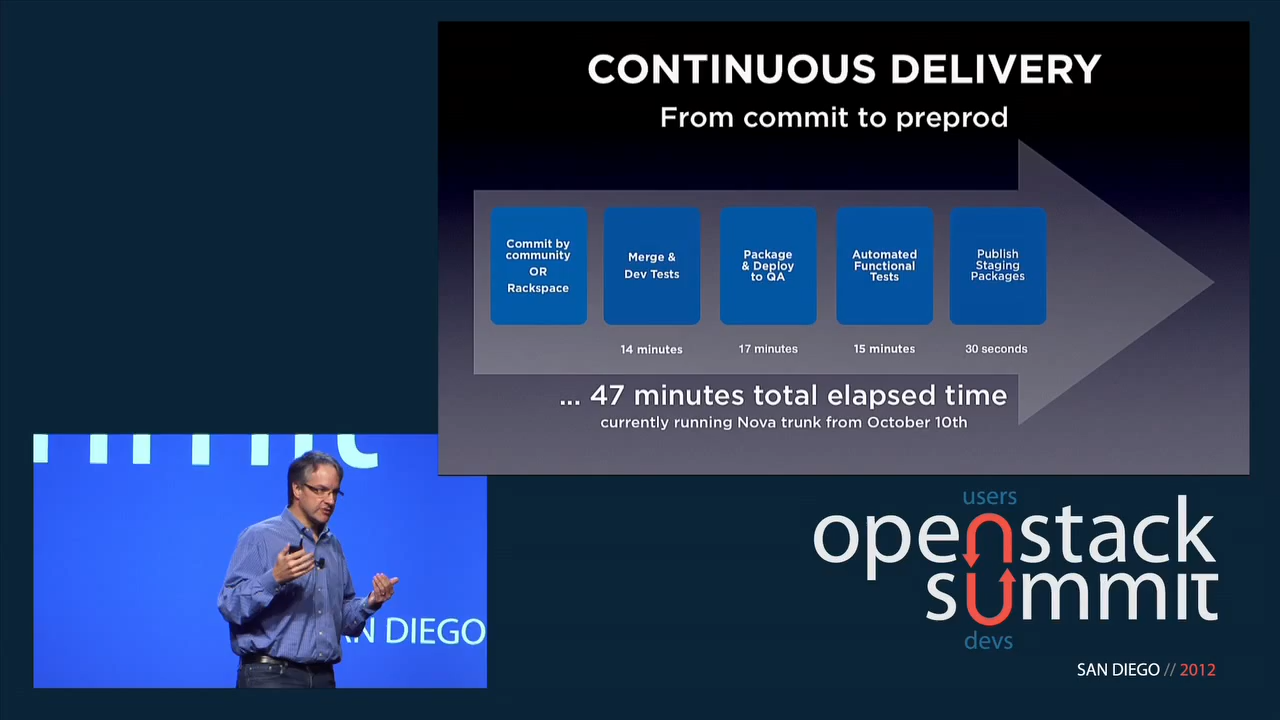 CONTINUOUS DELIVERY
From commit to preprod
Commit by
community
OR
Rackspace
Merge &
Dev Tests
Package
& Deploy
to QA
Automated
Functional
Tests
Publish
Staging
Packages
14 minutes
17 minutes
15 minutes
30 seconds
... 47 minutes total elapsed time
currently running Nova trunk from October 10th
AN DIEGO
users
openstack
summit
devs
SAN DIEGO // 2012